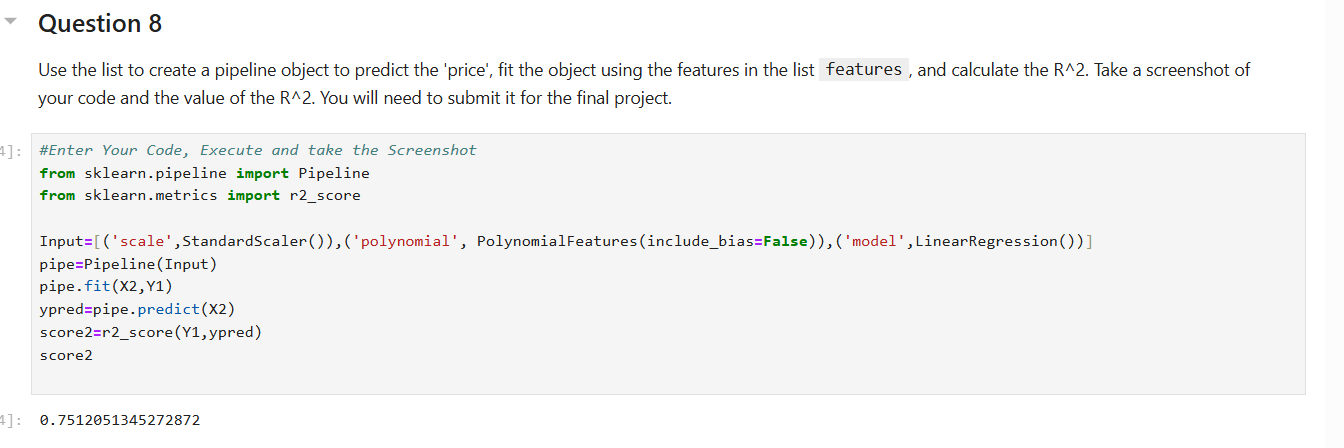 Question 8
Use the list to create a pipeline object to predict the 'price', fit the object using the features in the list features , and calculate the R^2. Take a screenshot of
your code and the value of the R^2. You will need to submit it for the final project.
4]: #Enter Your Code, Execute and take the Screenshot
from sklearn.pipeline import Pipeline
from sklearn.metrics import r2_score
Input=[('scale',StandardScaler()),('polynomial', PolynomialFeatures(include_bias=False)),('model',LinearRegression())]
pipe=Pipeline(Input)
pipe.fit(X2,Y1)
ypred=pipe.predict(X2)
score2=r2_score(Y1,ypred)
score2
4]: 0.7512051345272872